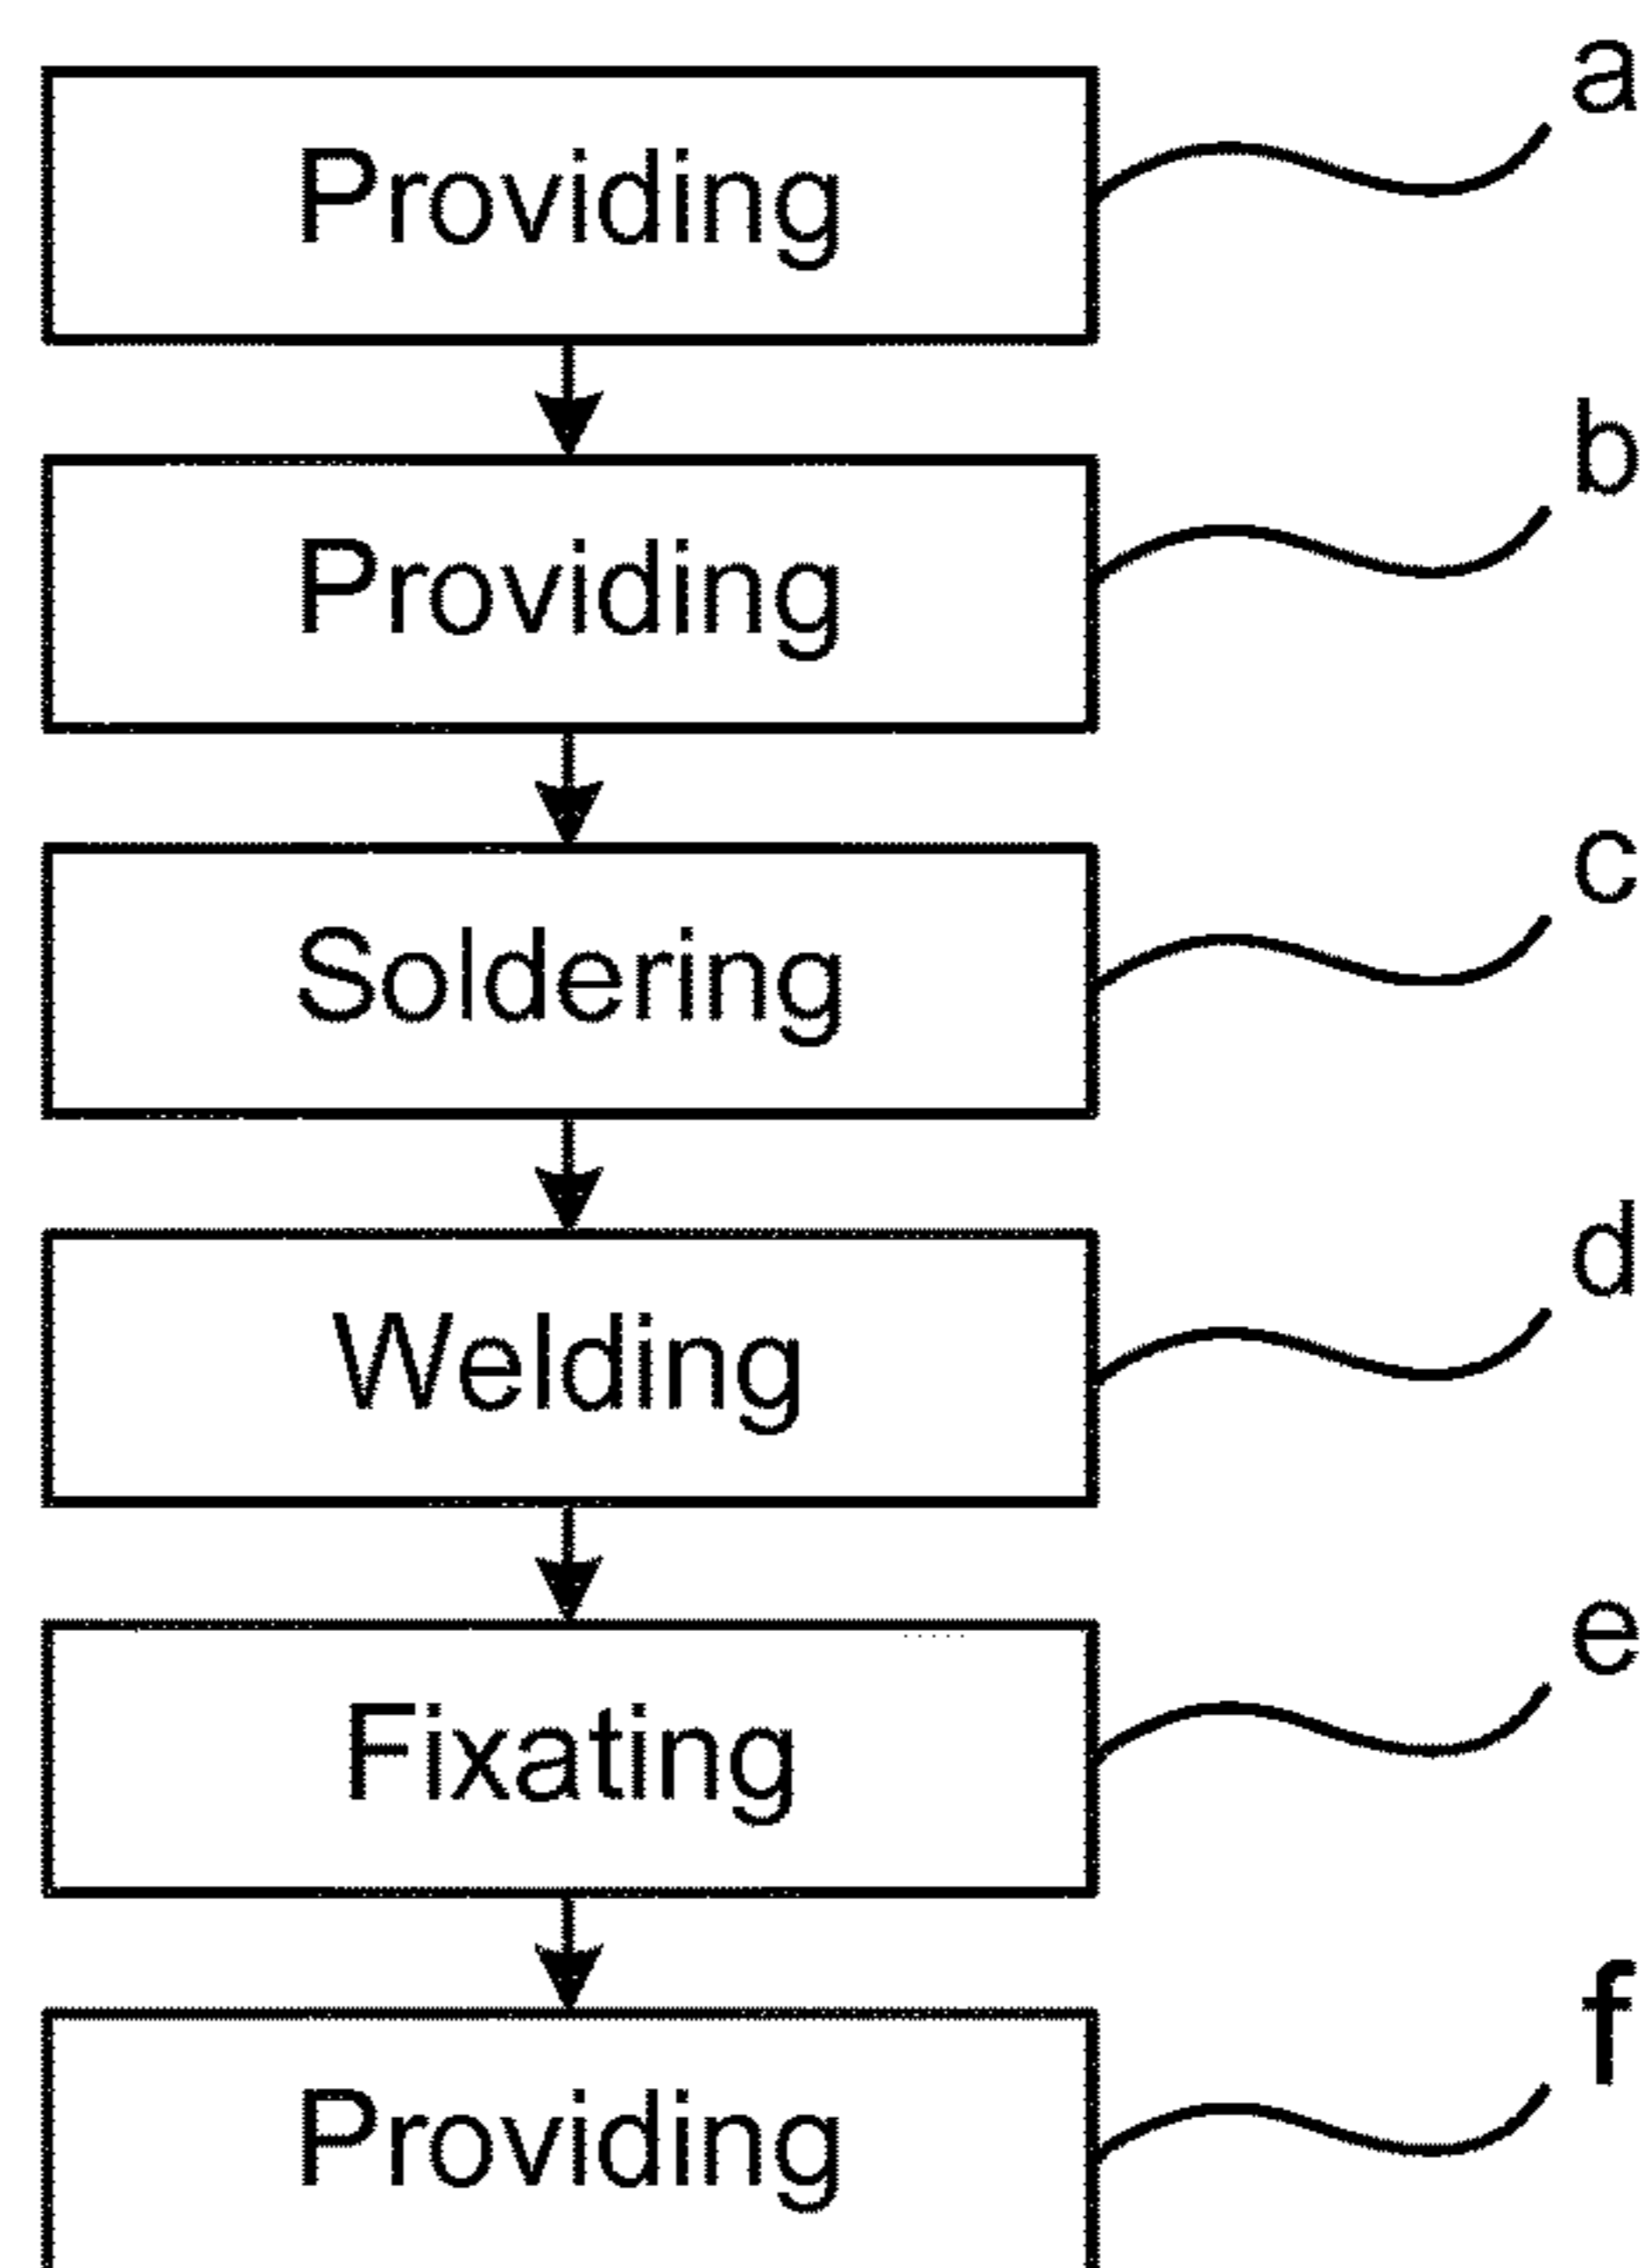 a
Providing
b
Providing
c
Soldering
d
Welding
e
Fixating
f
Providing